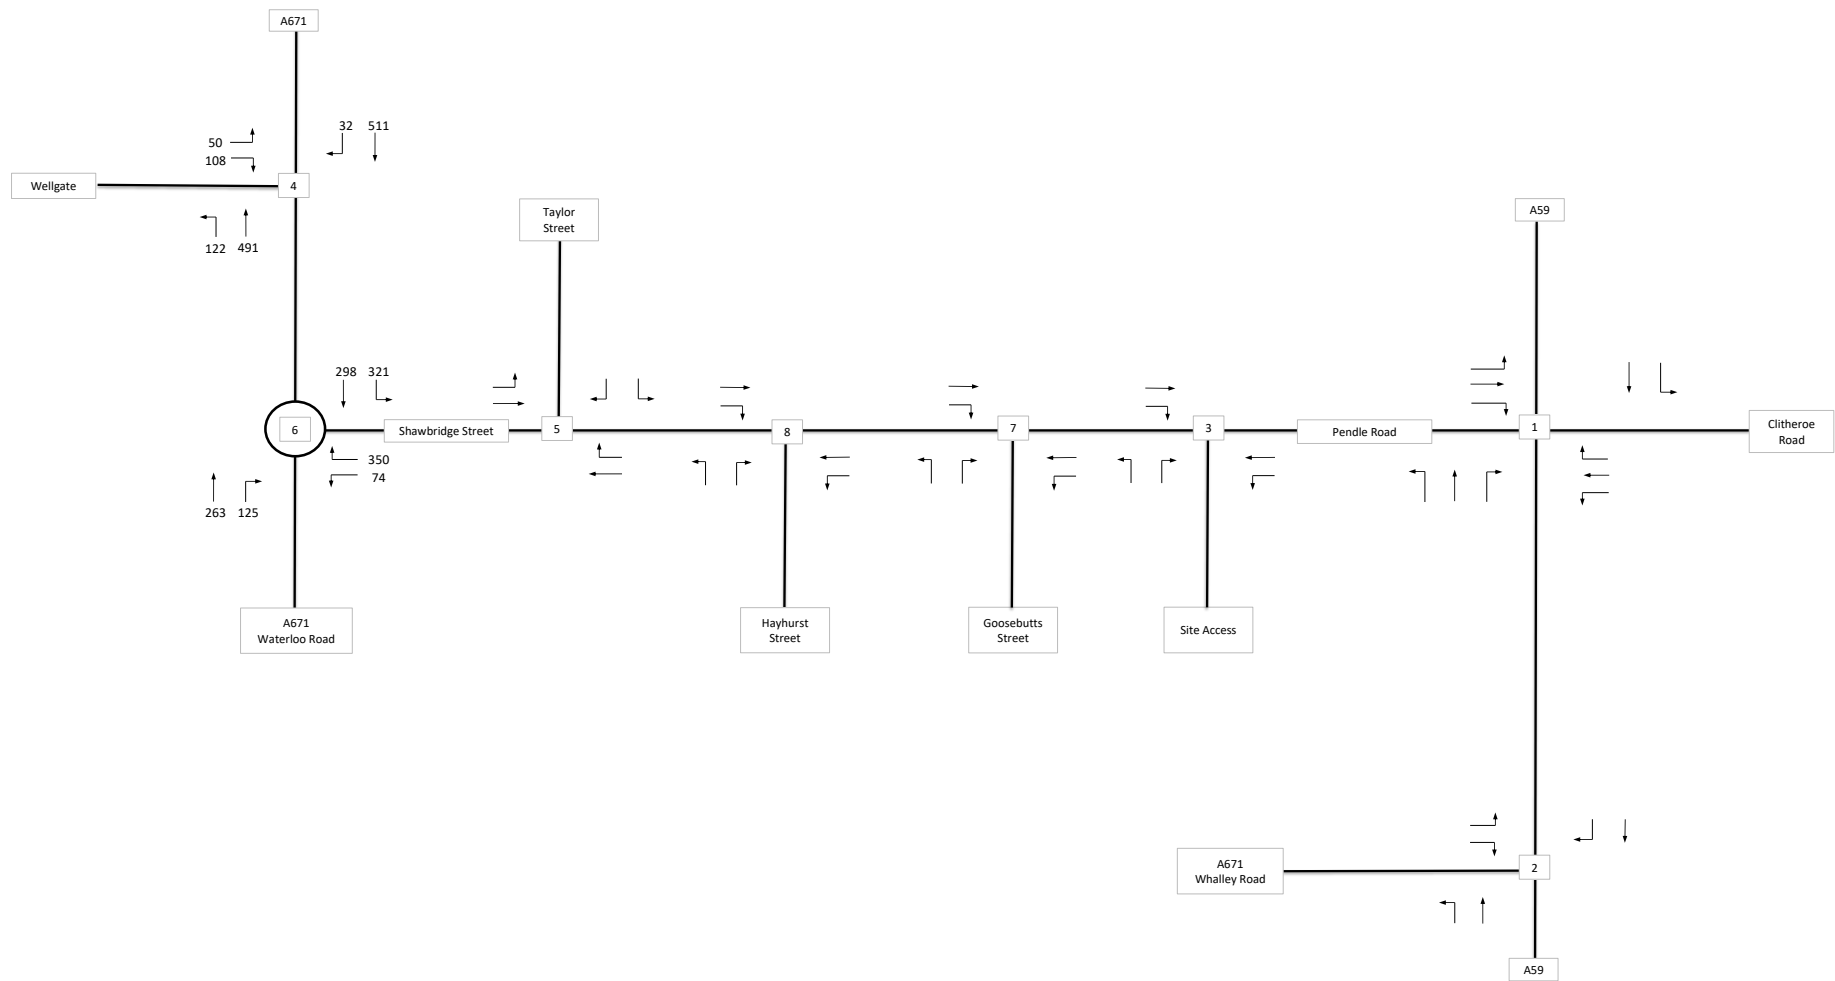 A671
32 511
50
108
Wellgate
4
122 491
Taylor
Street
A59
298 321
6
Shawbridge Street
5
8
7
3
Pendle Road
1
Clitheroe
Road
350
74
263 125
A671
Waterloo Road
Hayhurst
Street
Goosebutts
Street
Site Access
A671
Whalley Road
2
A59